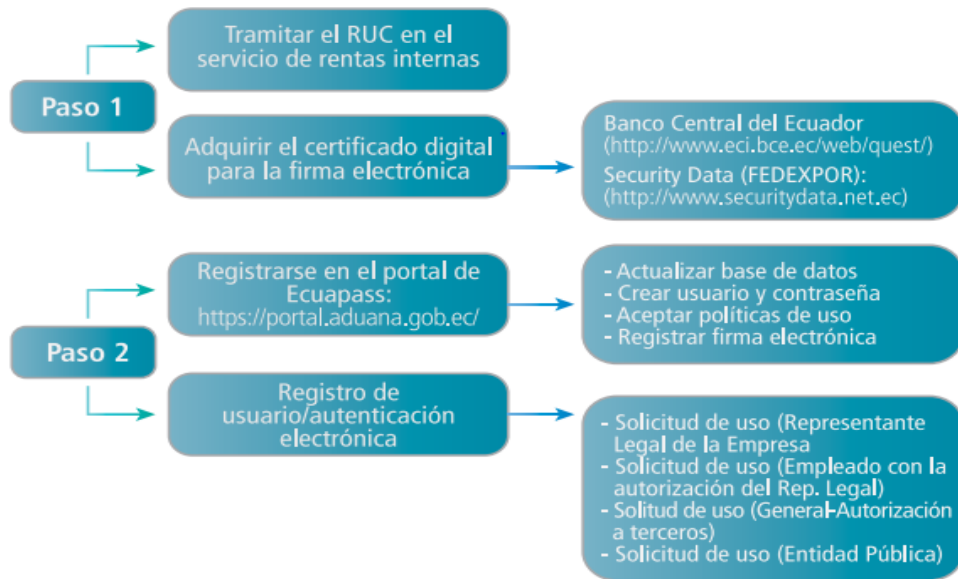 Tramitar el RUC en el
servicio de rentas internas
Paso 1
Adquirir el certificado digital
para la firma electrónica
Banco Central del Ecuador
(http://www.eci.bce.ec/web/quest/)
Security Data (FEDEXPOR):
(http://www.securitydata.net.ec)
Registrarse en el portal de
Ecuapass:
https://portal.aduana.gob.ec/
- Actualizar base de datos
- Crear usuario y contraseña
- Aceptar políticas de uso
- Registrar firma electrónica
Paso 2
Registro de
usuario/autenticación
electrónica
- Solicitud de uso (Representante
Legal de la Empresa
- Solicitud de uso (Empleado con la
autorización del Rep. Legal)
- Solitud de uso (General-Autorización
a terceros)
- Solicitud de uso (Entidad Pública)